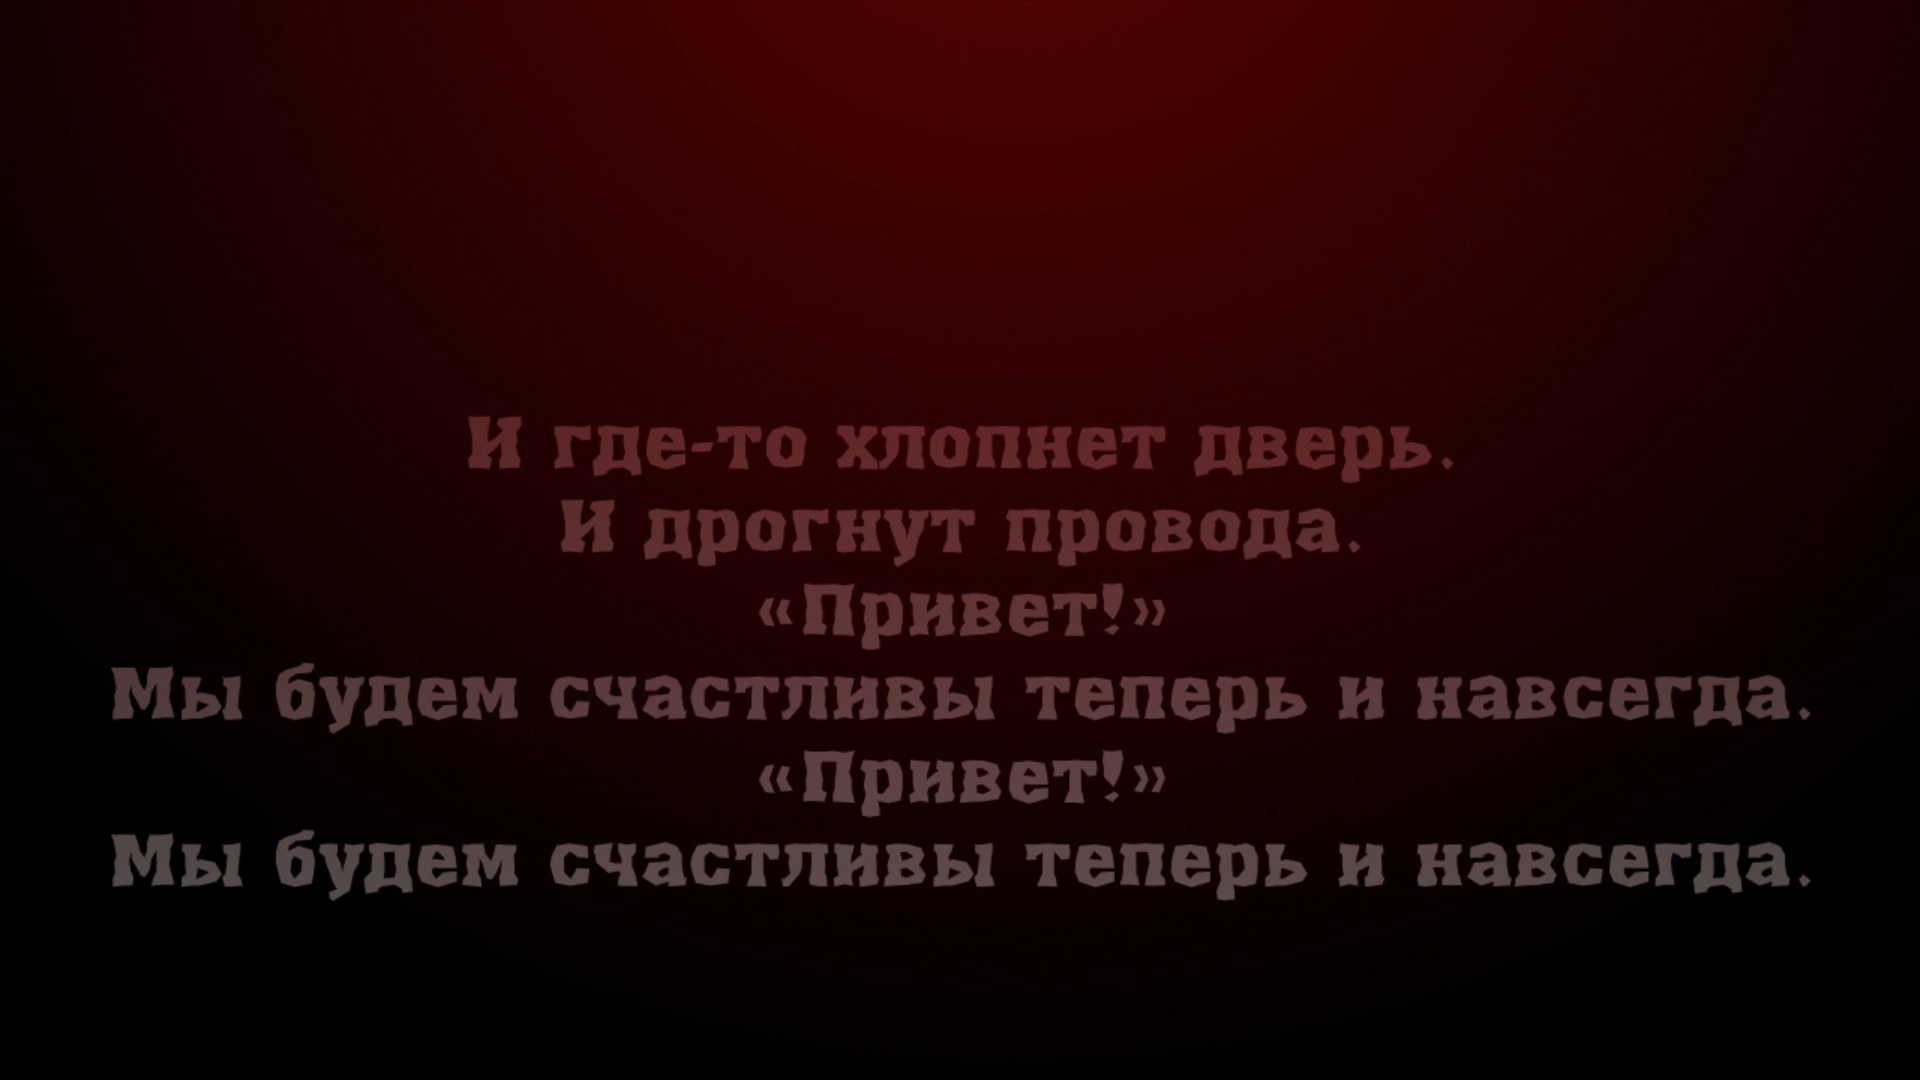 И где-то хлопнет дверь.
И дрогнут провода.
«Привет!»
Мы будем счастливы теперь и навсегда.
«Привет!»
Мы будем счастливы теперь и навсегда.